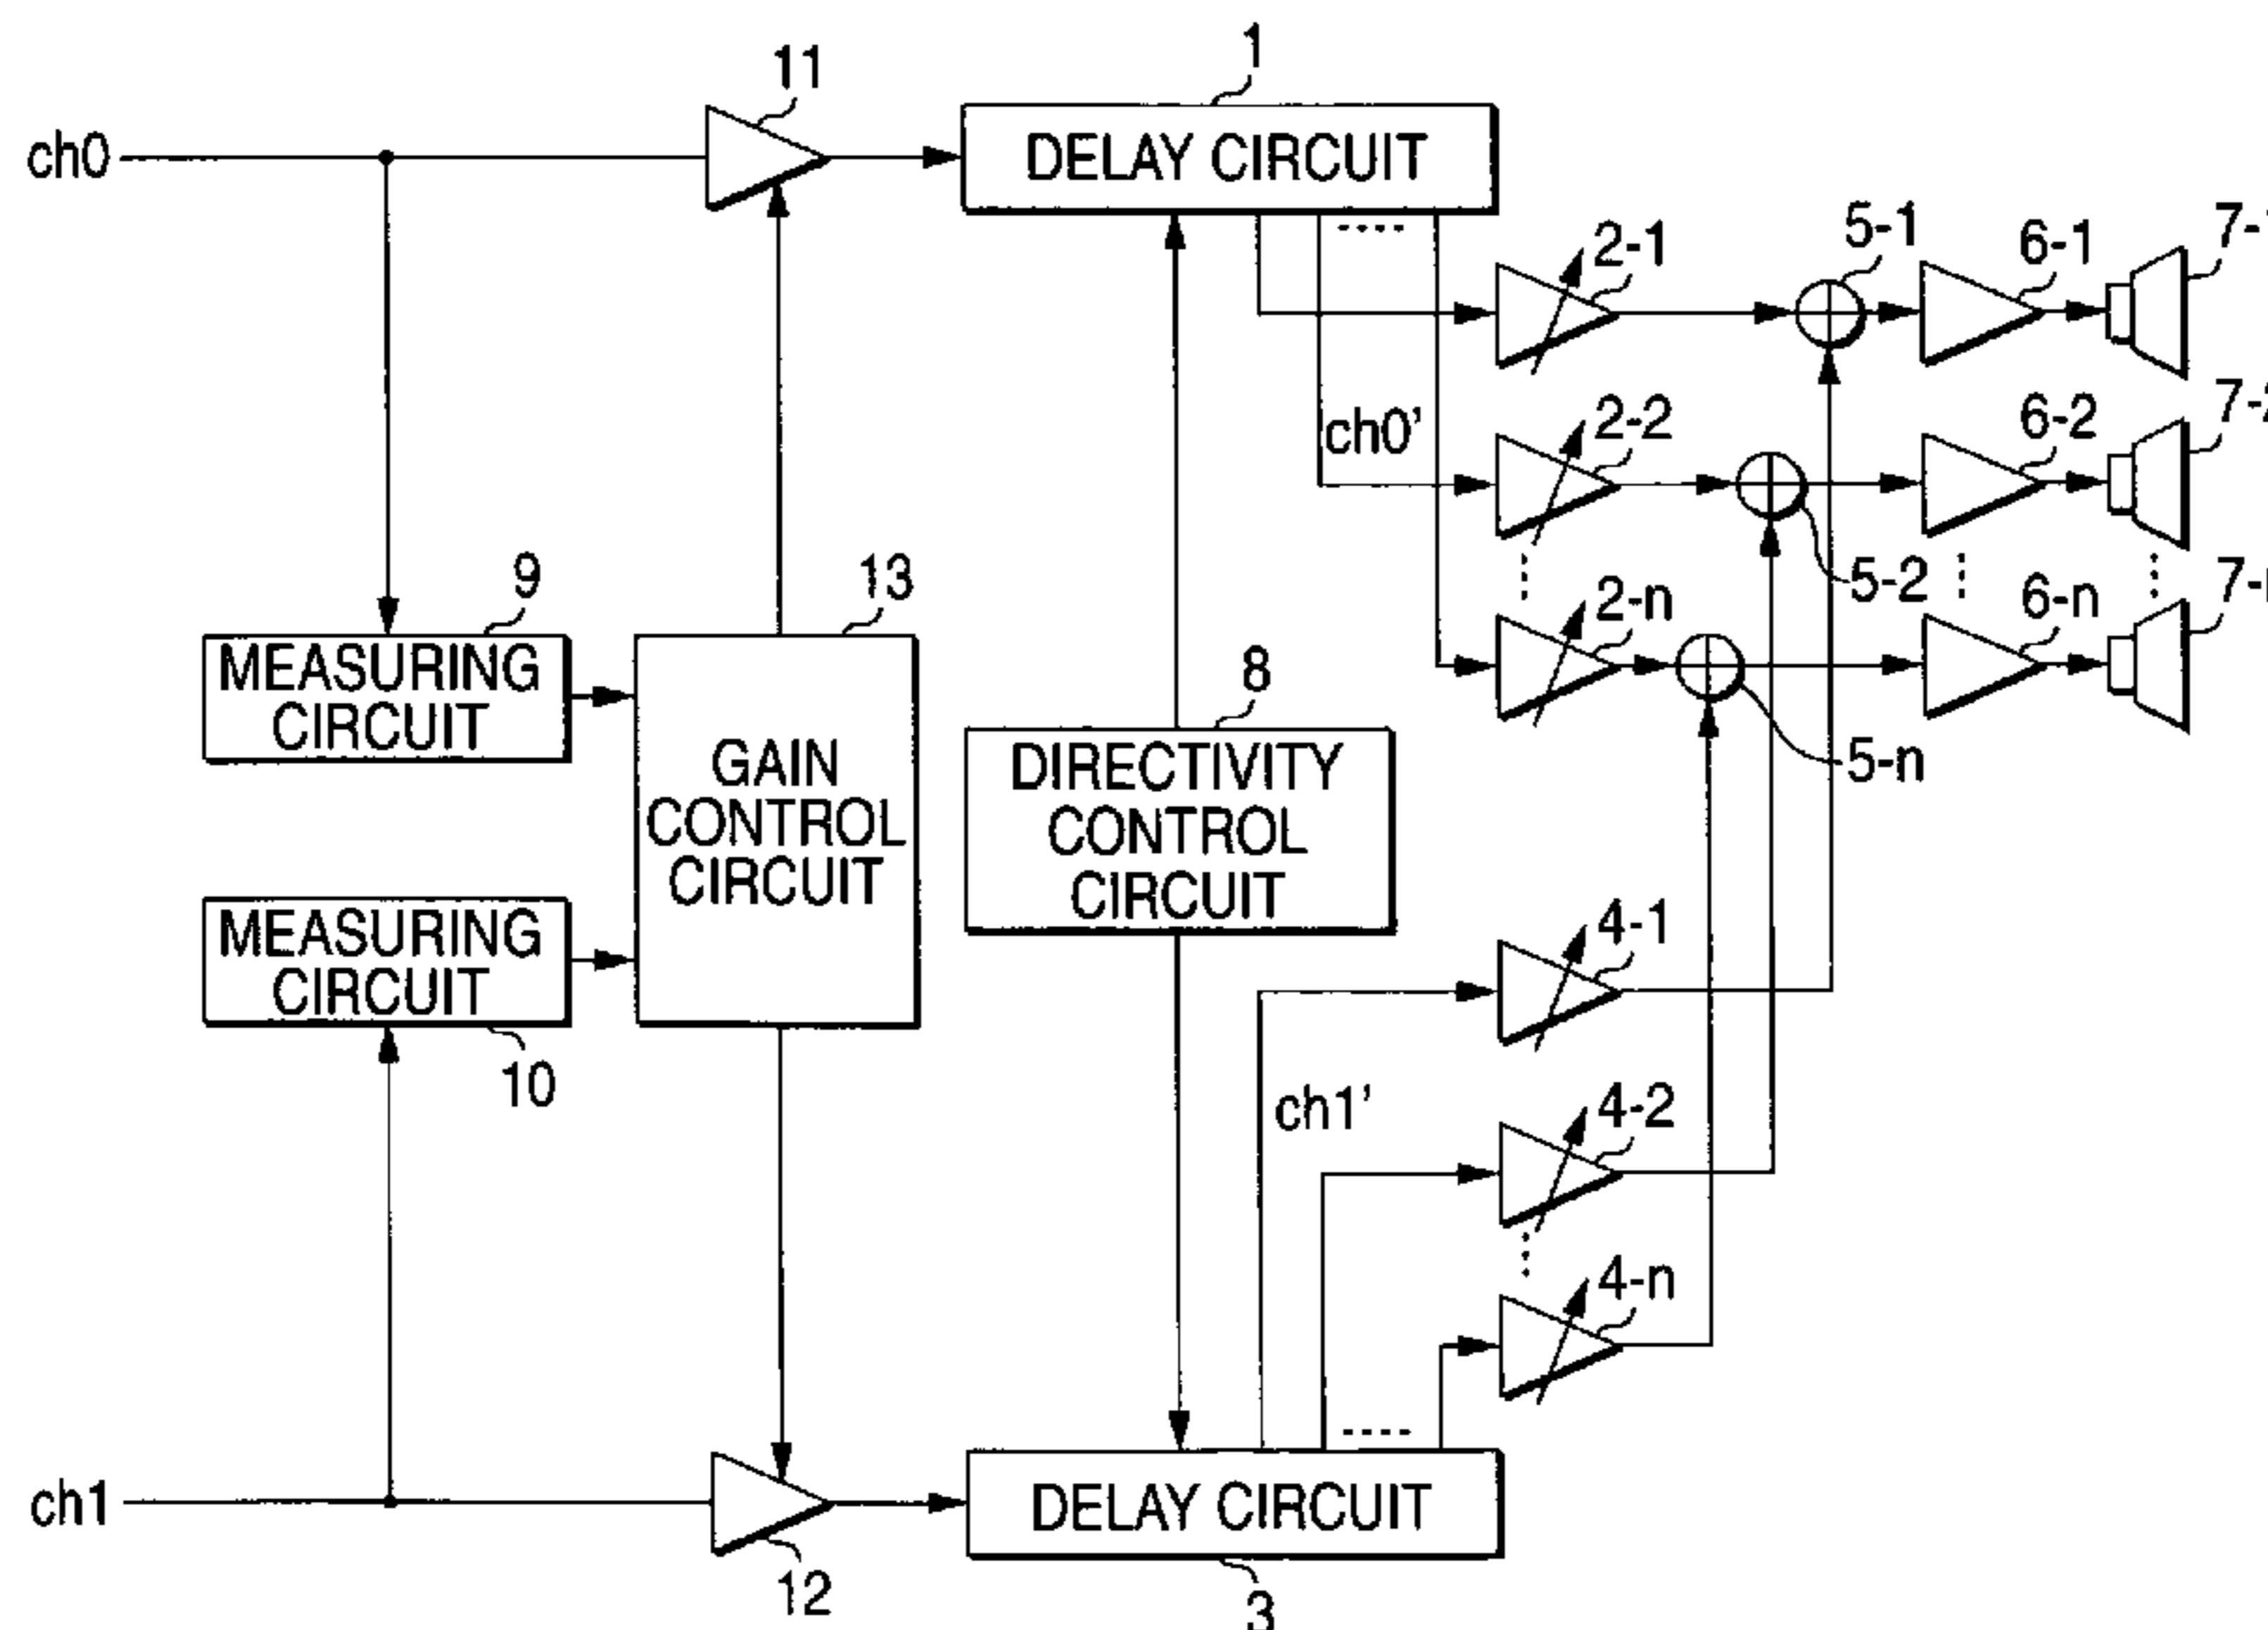 1
11
ch0
DELAY CIRCUIT
2-1
5-1
6-1
7-1
ch0'
2-2
5-2
6-2
9
13
2-n
6-n
MEASURING
CIRCUIT
8
5-n
GAIN
CONTROL
CIRCUIT
DIRECTIVITY
CONTROL
CIRCUIT
MEASURING
CIRCUIT
10
4-1
ch1'
4-2
4-n
ch1
DELAY CIRCUIT
12
3